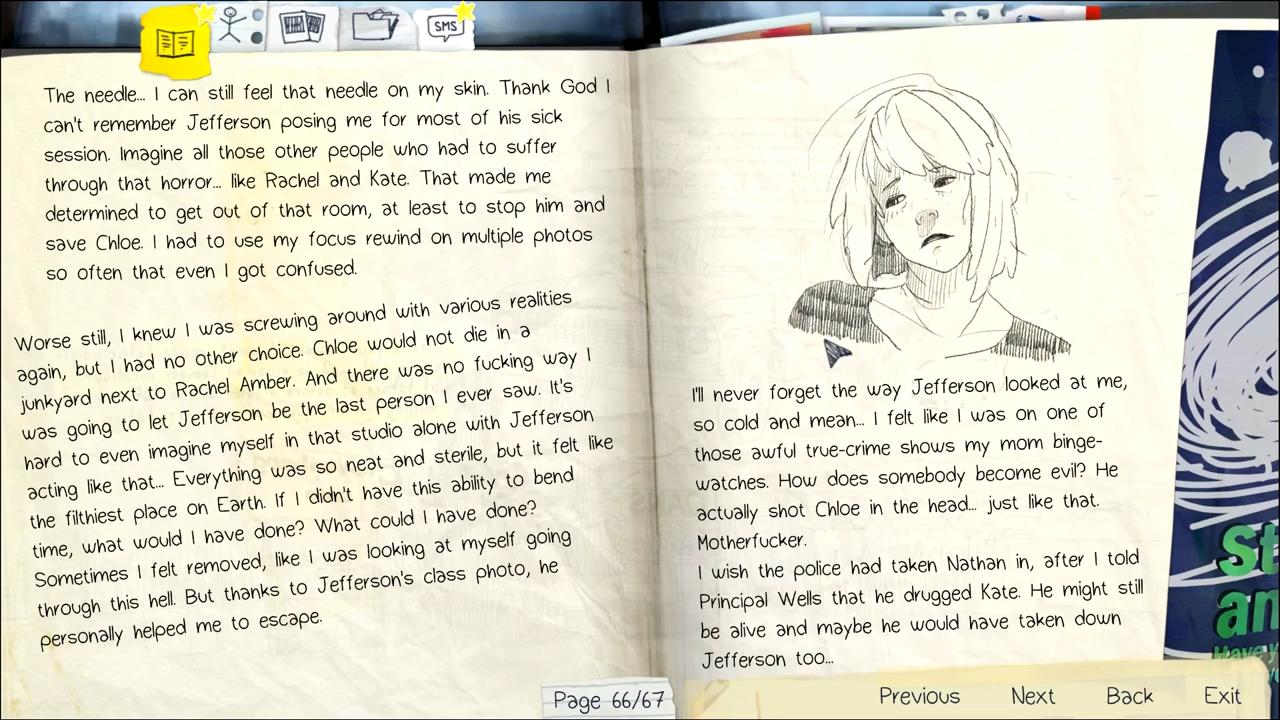 SMS
The needle... I can still feel that needle on my skin. Thank God I
can't remember Jefferson posing me for most of his sick
session. Imagine all those other people who had to suffer
through that horror... like Rachel and Kate. That made me
determined to get out of that room, at least to stop him and
save Chloe. I had to use my focus rewind on multiple photos
so often that even I got confused.
Worse still, I knew I was screwing around with various realities
again, but I had no other choice. Chloe would not die in a
junkyard next to Rachel Amber. And there was no fucking way I
was going to let Jefferson be the last person I ever saw. It's
hard to even imagine myself in that studio alone with Jefferson
acting like that... Everything was so neat and sterile, but it felt like
the filthiest place on Earth. If I didn't have this ability to bend
time, what would I have done? What could I have done?
Sometimes I felt removed, like I was looking at myself going
through this hell. But thanks to Jefferson's class photo, he
personally helped me to escape.
I'll never forget the way Jefferson looked at me,
so cold and mean... I felt like I was on one of
those awful true-crime shows my mom binge-
watches. How does somebody become evil? He
actually shot Chloe in the head... just like that.
Motherfucker.
I wish the police had taken Nathan in, after I told
Principal Wells that he drugged Kate. He might still
be alive and maybe he would have taken down
Jefferson too...
Page 66/67
Previous Next Back Exit